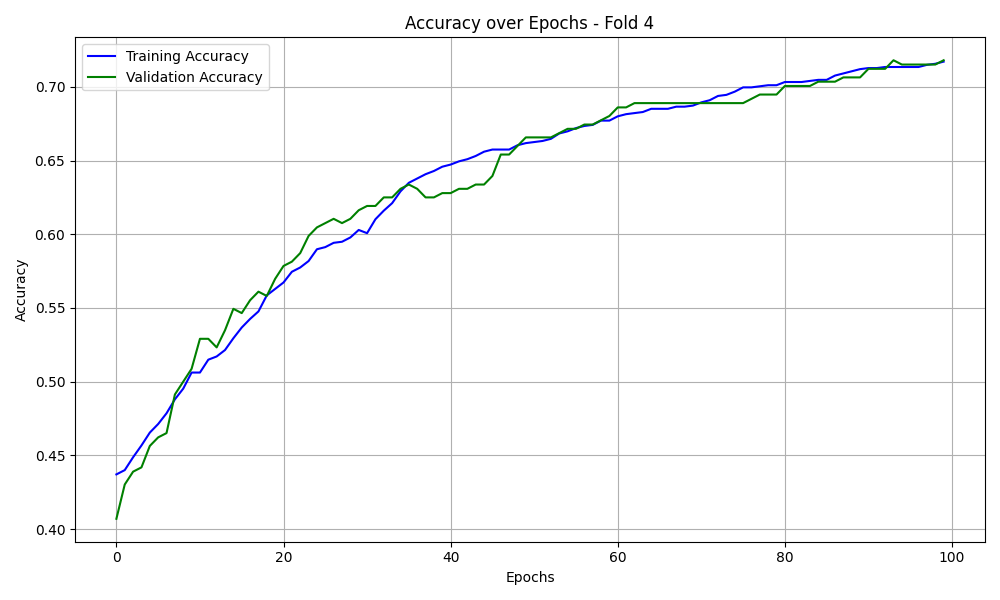 Accuracy over Epochs - Fold 4
Training Accuracy
Validation Accuracy
Accuracy
0.70
0.65
0.60
0.55
0.50
0.45
0.40
0 20 40 60 80 100
Epochs